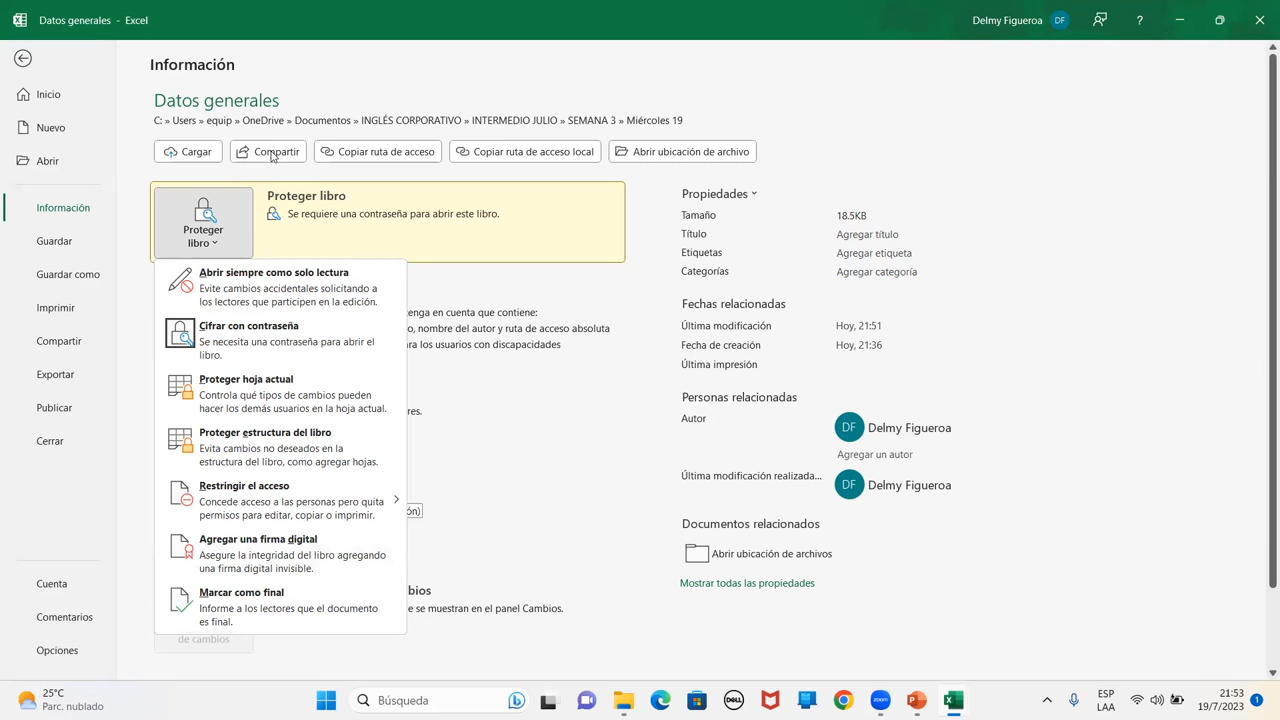 Datos generales - Excel
Delmy Figueroa DF ?
Inicio
Nuevo
Abrir
Información
Guardar
Guardar como
Imprimir
Compartir
Exportar
Publicar
Cerrar
Cuenta
Comentarios
Opciones
Información
Datos generales
C: » Users » equip » OneDrive » Documentos » INGLÉS CORPORATIVO » INTERMEDIO JULIO » SEMANA 3 » Miércoles 19
Cargar
Compartir
Copiar ruta de acceso
Copiar ruta de acceso local
Abrir ubicación de archivo
Proteger
libro
Proteger libro
Se requiere una contraseña para abrir este libro.
Abrir siempre como solo lectura
Evite cambios accidentales solicitando a
los lectores que participen en la edición.
Cifrar con contraseña
Se necesita una contraseña para abrir el
libro.
Proteger hoja actual
Controla qué tipos de cambios pueden
hacer los demás usuarios en la hoja actual.
Proteger estructura del libro
Evita cambios no deseados en la
estructura del libro, como agregar hojas.
Restringir el acceso
Concede acceso a las personas pero quita
permisos para editar, copiar o imprimir.
Agregar una firma digital
Asegure la integridad del libro agregando
una firma digital invisible.
Marcar como final
Informe a los lectores que el documento
es final.
de cambios
tenga en cuenta que contiene:
o, nombre del autor y ruta de acceso absoluta
ra los usuarios con discapacidades
res.
ón)
bios
e se muestran en el panel Cambios.
Propiedades
Tamaño 18.5KB
Título Agregar título
Etiquetas Agregar etiqueta
Categorías Agregar categoría
Fechas relacionadas
Última modificación Hoy, 21:51
Fecha de creación Hoy, 21:36
Última impresión
Personas relacionadas
Autor DF Delmy Figueroa
Agregar un autor
Última modificación realizada... DF Delmy Figueroa
Documentos relacionados
Abrir ubicación de archivos
Mostrar todas las propiedades
25°C
Parc. nublado
Búsqueda
DELL
zoom
ESP
LAA
21:53
19/7/2023
1